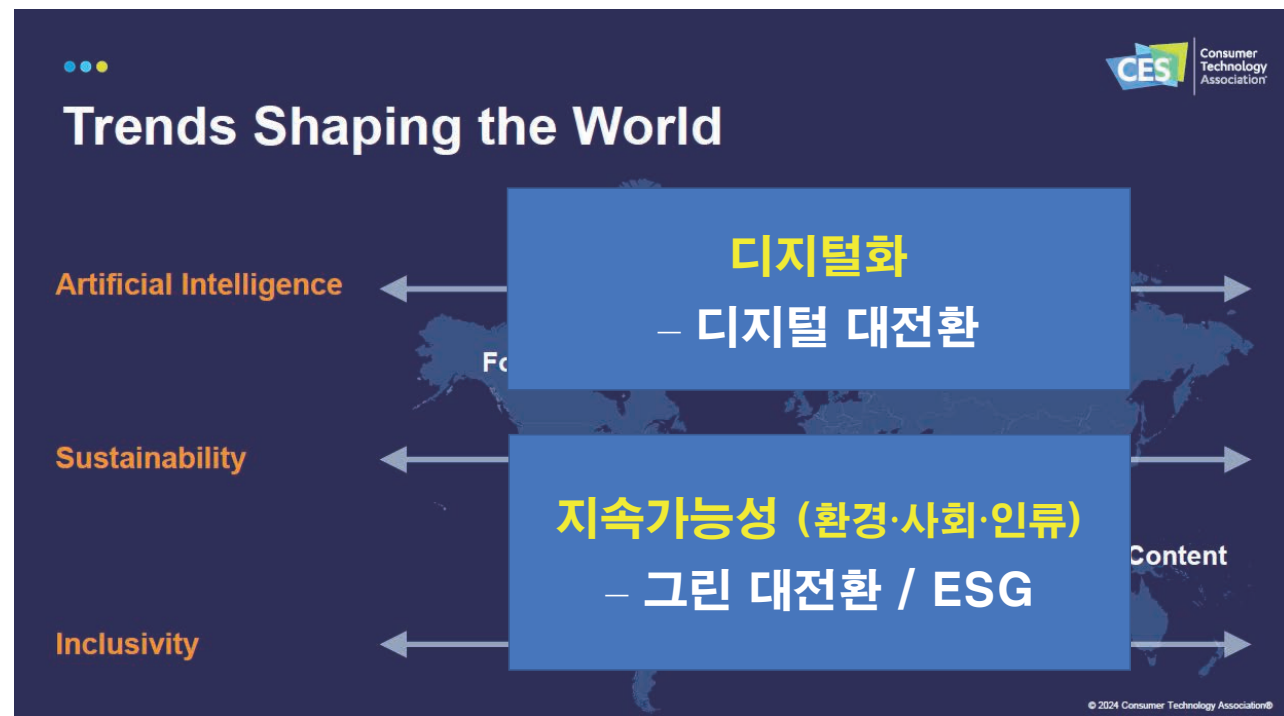 CES
Consumer
Technology
Association
Trends Shaping the World
디지털화
– 디지털 대전환
Artificial Intelligence
Sustainability
지속가능성 (환경·사회·인류)
– 그린 대전환 / ESG
Content
Inclusivity
© 2024 Consumer Technology Association®